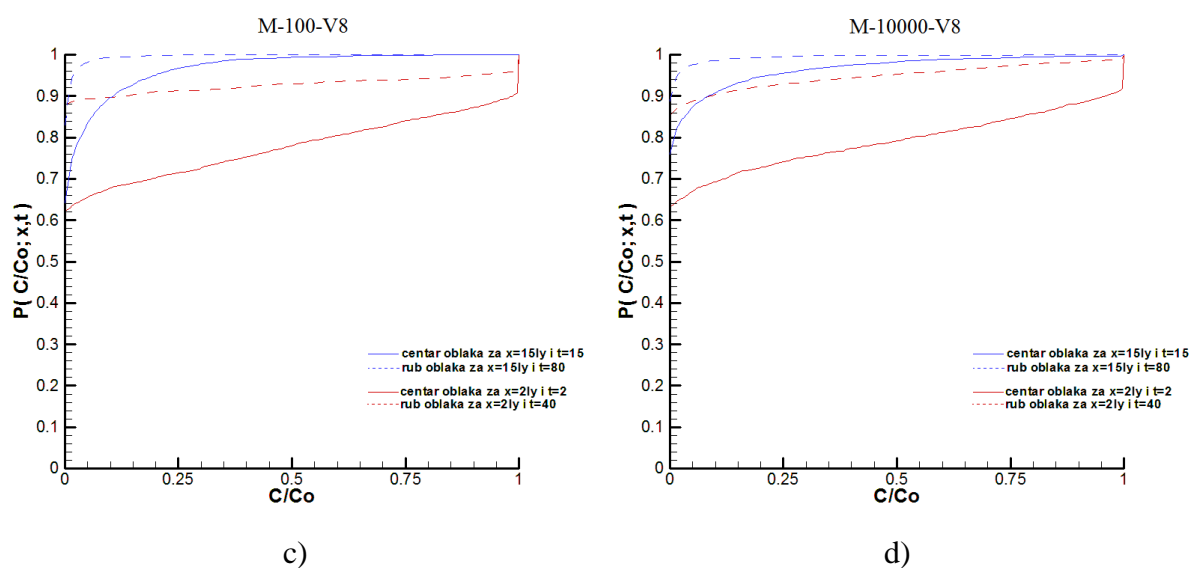 M-100-V8
1
0.9
0.8
0.7
0.6
0.5
0.4
0.3
0.2
0.1
0
P( C/Co; x,t )
centar oblaka za x=15ly i t=15
rub oblaka za x=15ly i t=80
centar oblaka za x=2ly i t=2
rub oblaka za x=2ly i t=40
0 0.25 0.5 0.75 1
C/Co
c)
M-10000-V8
1
0.9
0.8
0.7
0.6
0.5
0.4
0.3
0.2
0.1
0
P( C/Co; x,t )
centar oblaka za x=15ly i t=15
rub oblaka za x=15ly i t=80
centar oblaka za x=2ly i t=2
rub oblaka za x=2ly i t=40
0 0.25 0.5 0.75 1
C/Co
d)